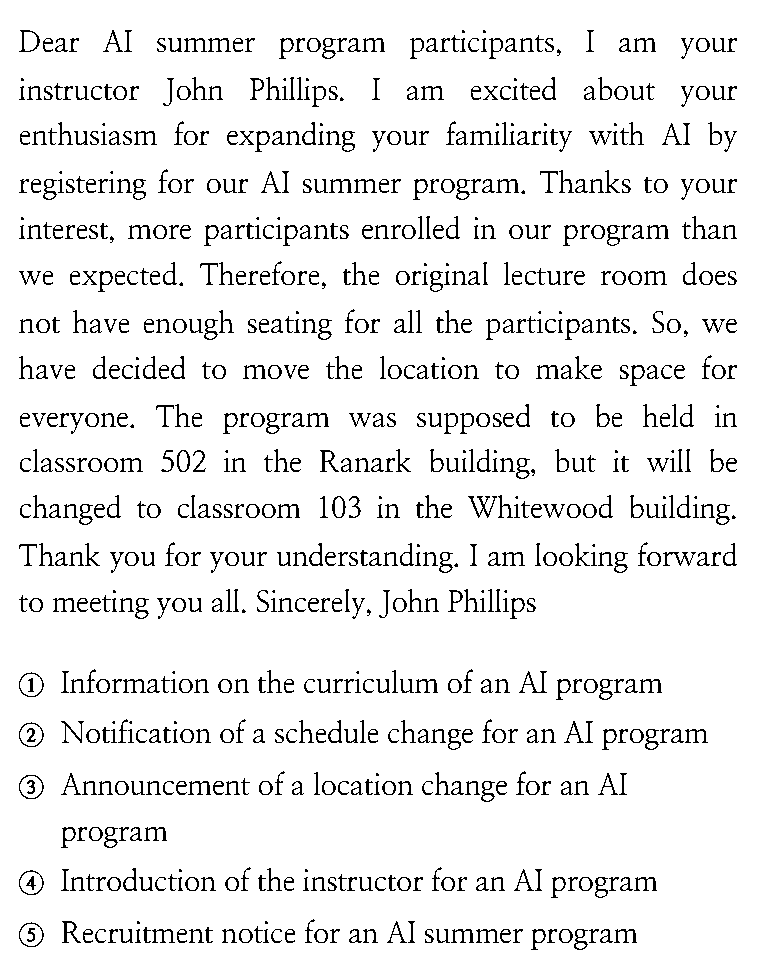 Dear AI summer program participants, I am your
instructor John Phillips. I am excited about your
enthusiasm for expanding your familiarity with AI by
registering for our AI summer program. Thanks to your
interest, more participants enrolled in our program than
we expected. Therefore, the original lecture room does
not have enough seating for all the participants. So, we
have decided to move the location to make space for
everyone. The program was supposed to be held in
classroom 502 in the Ranark building, but it will be
changed to classroom 103 in the Whitewood building.
Thank you for your understanding. I am looking forward
to meeting you all. Sincerely, John Phillips
① Information on the curriculum of an AI program
② Notification of a schedule change for an AI program
③ Announcement of a location change for an AI
program
④ Introduction of the instructor for an AI program
⑤ Recruitment notice for an AI summer program